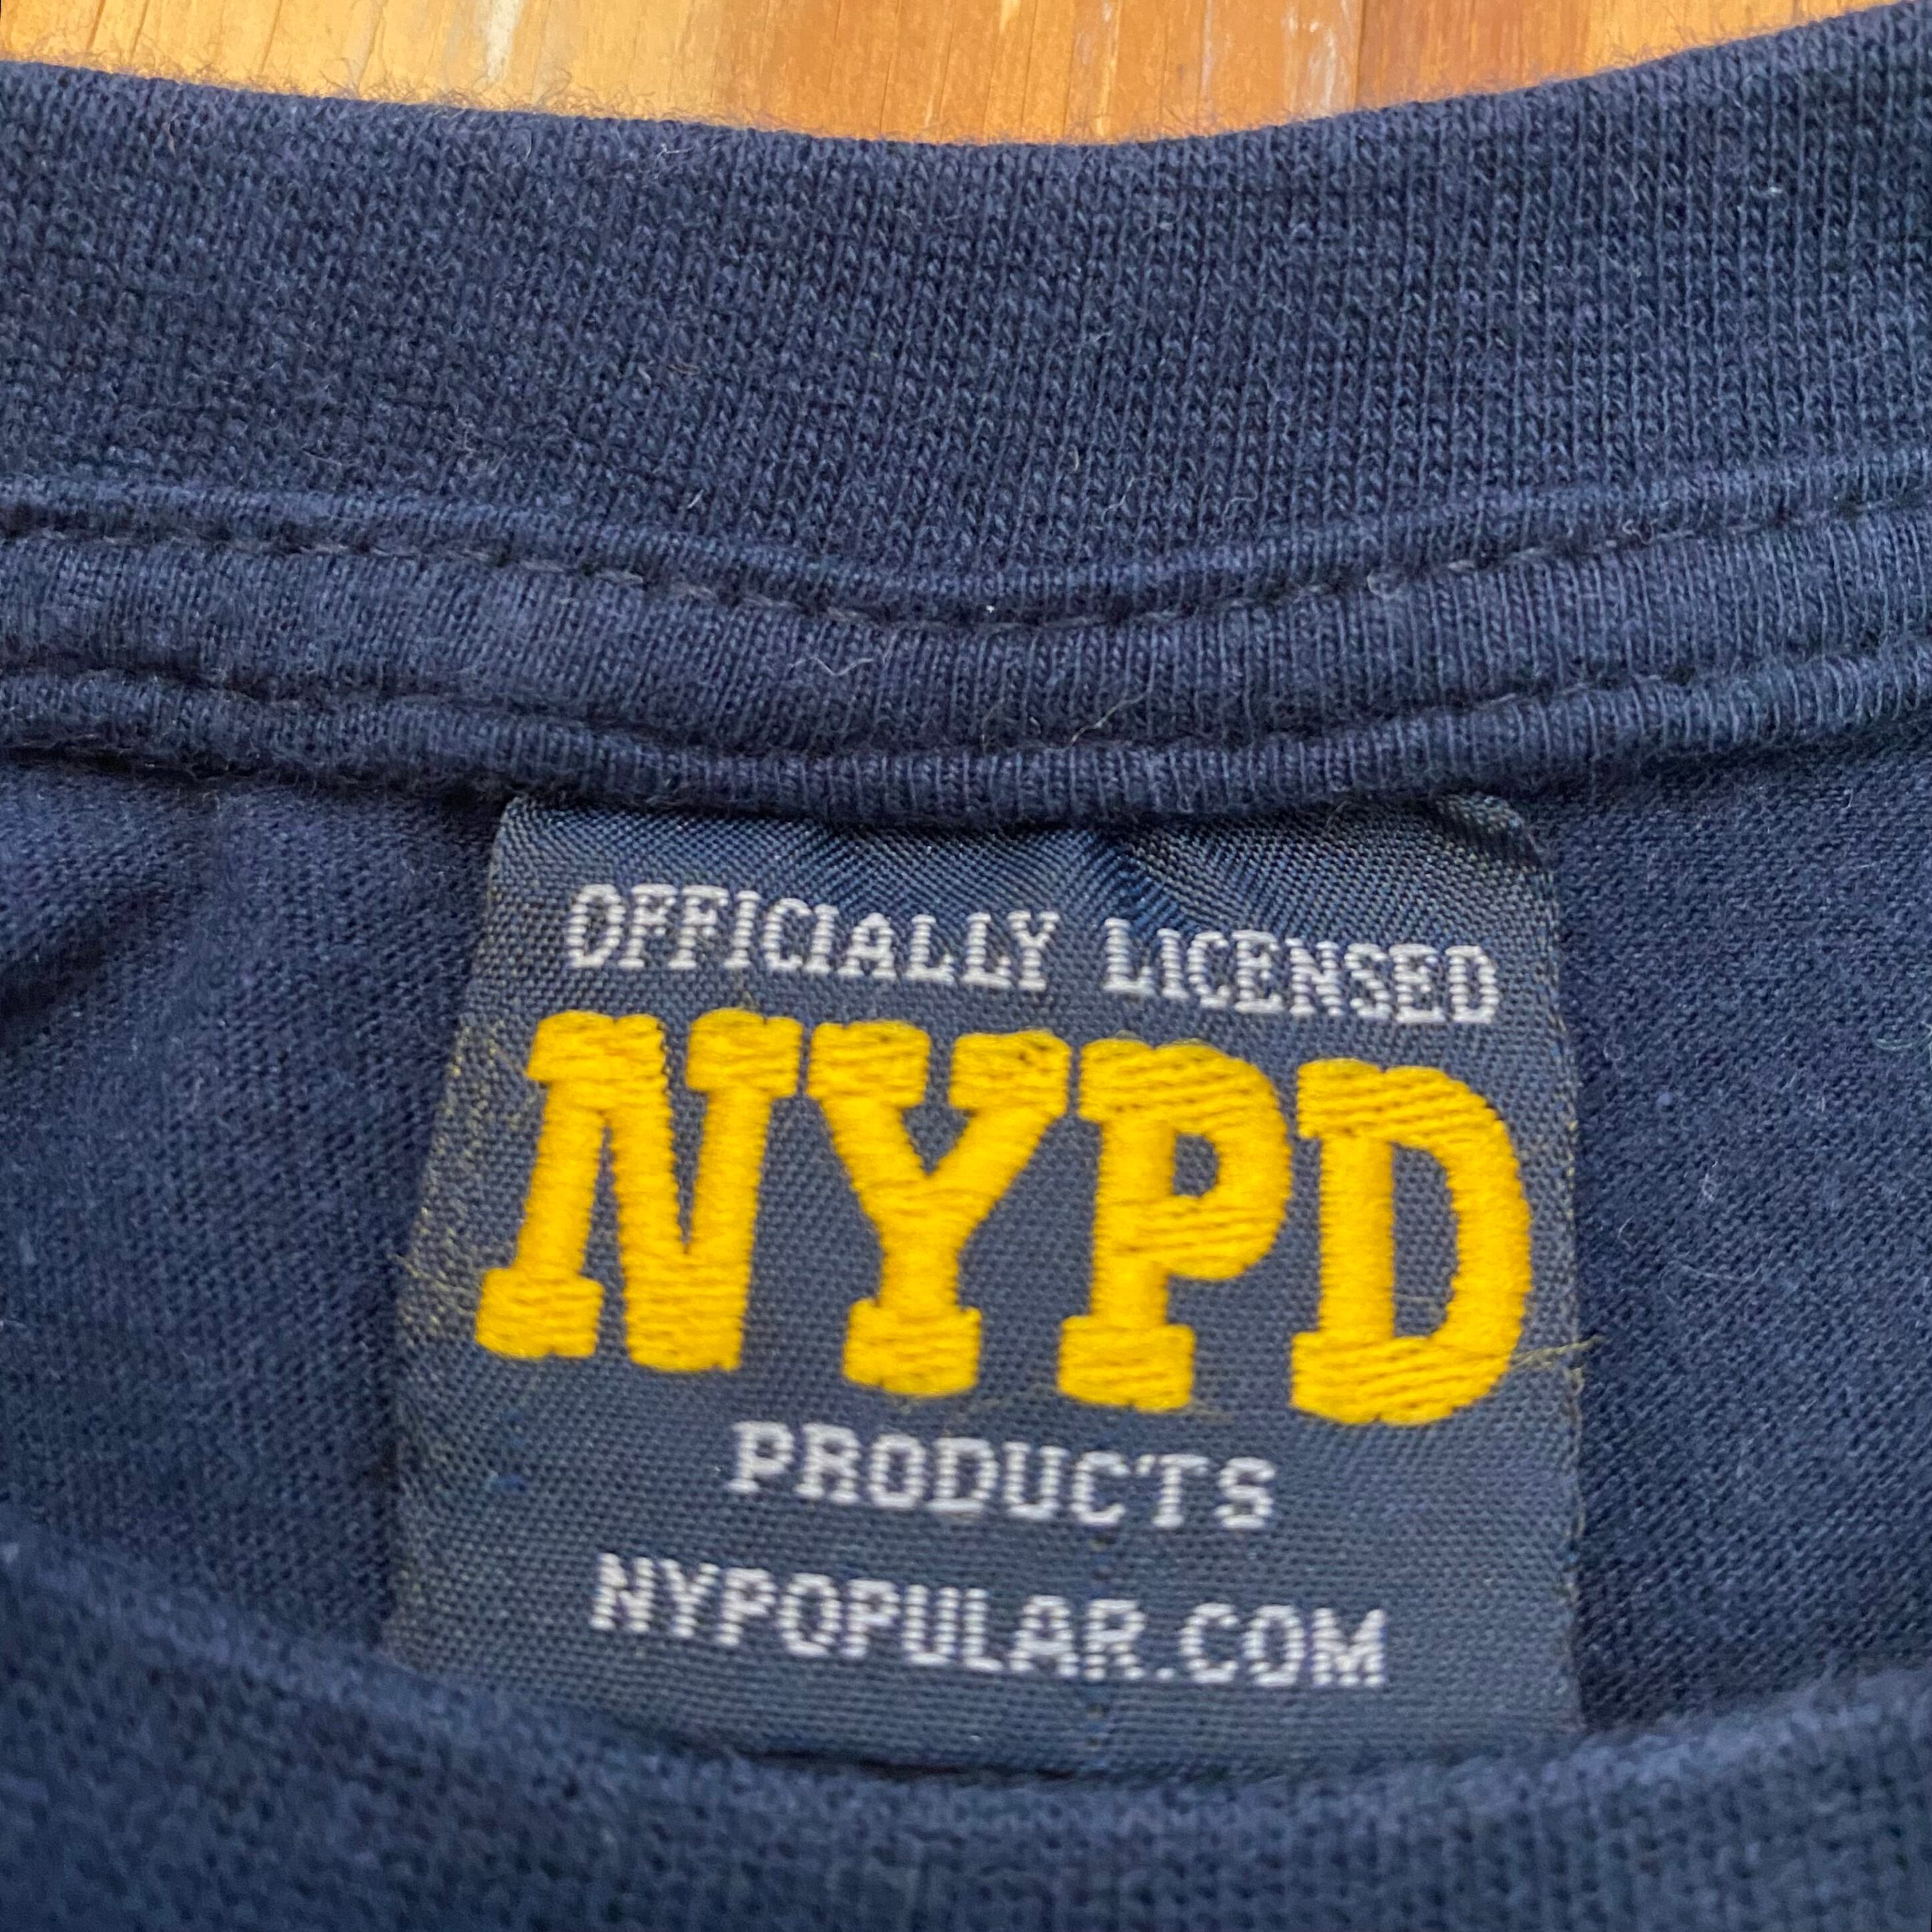 OFFICIALLY LICENSED
NYPD
PRODUCTS
NYPOPULAR.COM